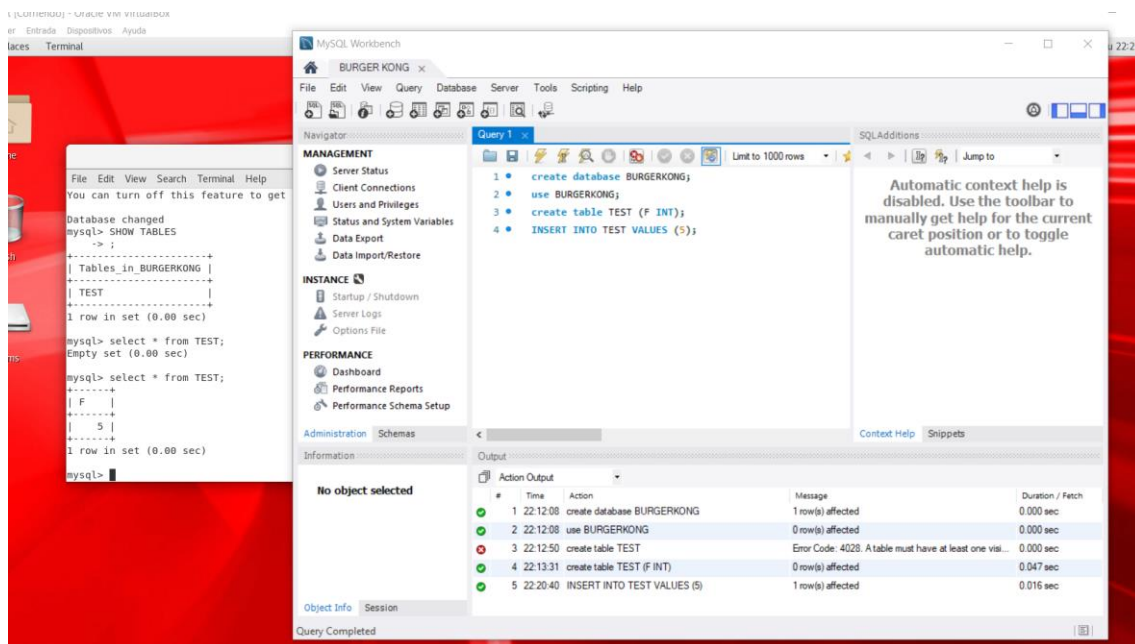 [Corriendo] - Oracle VM VirtualBox
Entrada Dispositivos Ayuda
laces Terminal
u 22:2
File Edit View Search Terminal Help
You can turn off this feature to get
Database changed
mysql> SHOW TABLES
-> ;
+----------------------+
| Tables_in_BURGERKONG |
+----------------------+
| TEST |
+----------------------+
1 row in set (0.00 sec)
mysql> select * from TEST;
Empty set (0.00 sec)
mysql> select * from TEST;
+------+
| F |
+------+
| 5 |
+------+
1 row in set (0.00 sec)
mysql>
MySQL Workbench
BURGER KONG
File Edit View Query Database Server Tools Scripting Help
Navigator
MANAGEMENT
Server Status
Client Connections
Users and Privileges
Status and System Variables
Data Export
Data Import/Restore
INSTANCE
Startup / Shutdown
Server Logs
Options File
PERFORMANCE
Dashboard
Performance Reports
Performance Schema Setup
Administration Schemas
Information
No object selected
Object Info Session
Query 1
Limit to 1000 rows
1 create database BURGERKONG;
2 use BURGERKONG;
3 create table TEST (F INT);
4 INSERT INTO TEST VALUES (5);
SQLAdditions
Jump to
Automatic context help is
disabled. Use the toolbar to
manually get help for the current
caret position or to toggle
automatic help.
Context Help Snippets
Output
Action Output
# Time Action Message Duration / Fetch
1 22:12:08 create database BURGERKONG 1 row(s) affected 0.000 sec
2 22:12:08 use BURGERKONG 0 row(s) affected 0.000 sec
3 22:12:50 create table TEST Error Code: 4028. A table must have at least one visi... 0.000 sec
4 22:13:31 create table TEST (F INT) 0 row(s) affected 0.047 sec
5 22:20:40 INSERT INTO TEST VALUES (5) 1 row(s) affected 0.016 sec
Query Completed